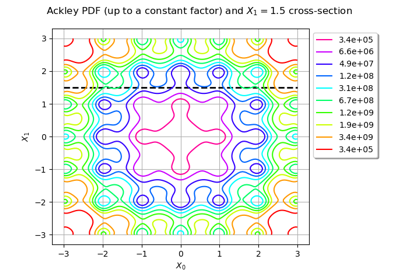 Ackley PDF (up to a constant factor) and X₁ = 1.5 cross-section
3
2
1
0
−1
−2
−3
X₁
−3
−2
−1
0
1
2
3
X₀
3.4e+05
6.6e+06
4.9e+07
1.2e+08
3.1e+08
6.7e+08
1.2e+09
1.9e+09
3.4e+09
3.4e+05